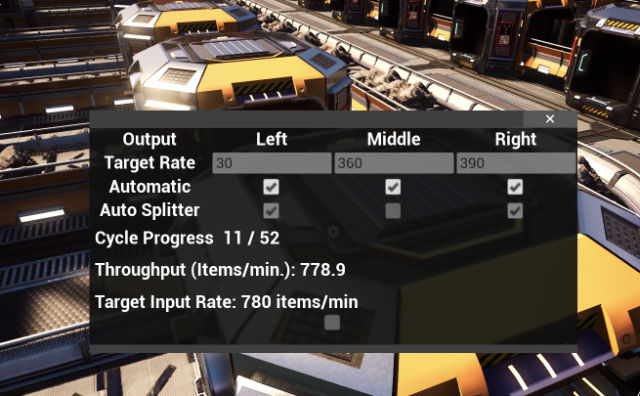 ×
Output Left Middle Right
Target Rate 30 360 390
Automatic
Auto Splitter
Cycle Progress 11 / 52
Throughput (Items/min.): 778.9
Target Input Rate: 780 items/min